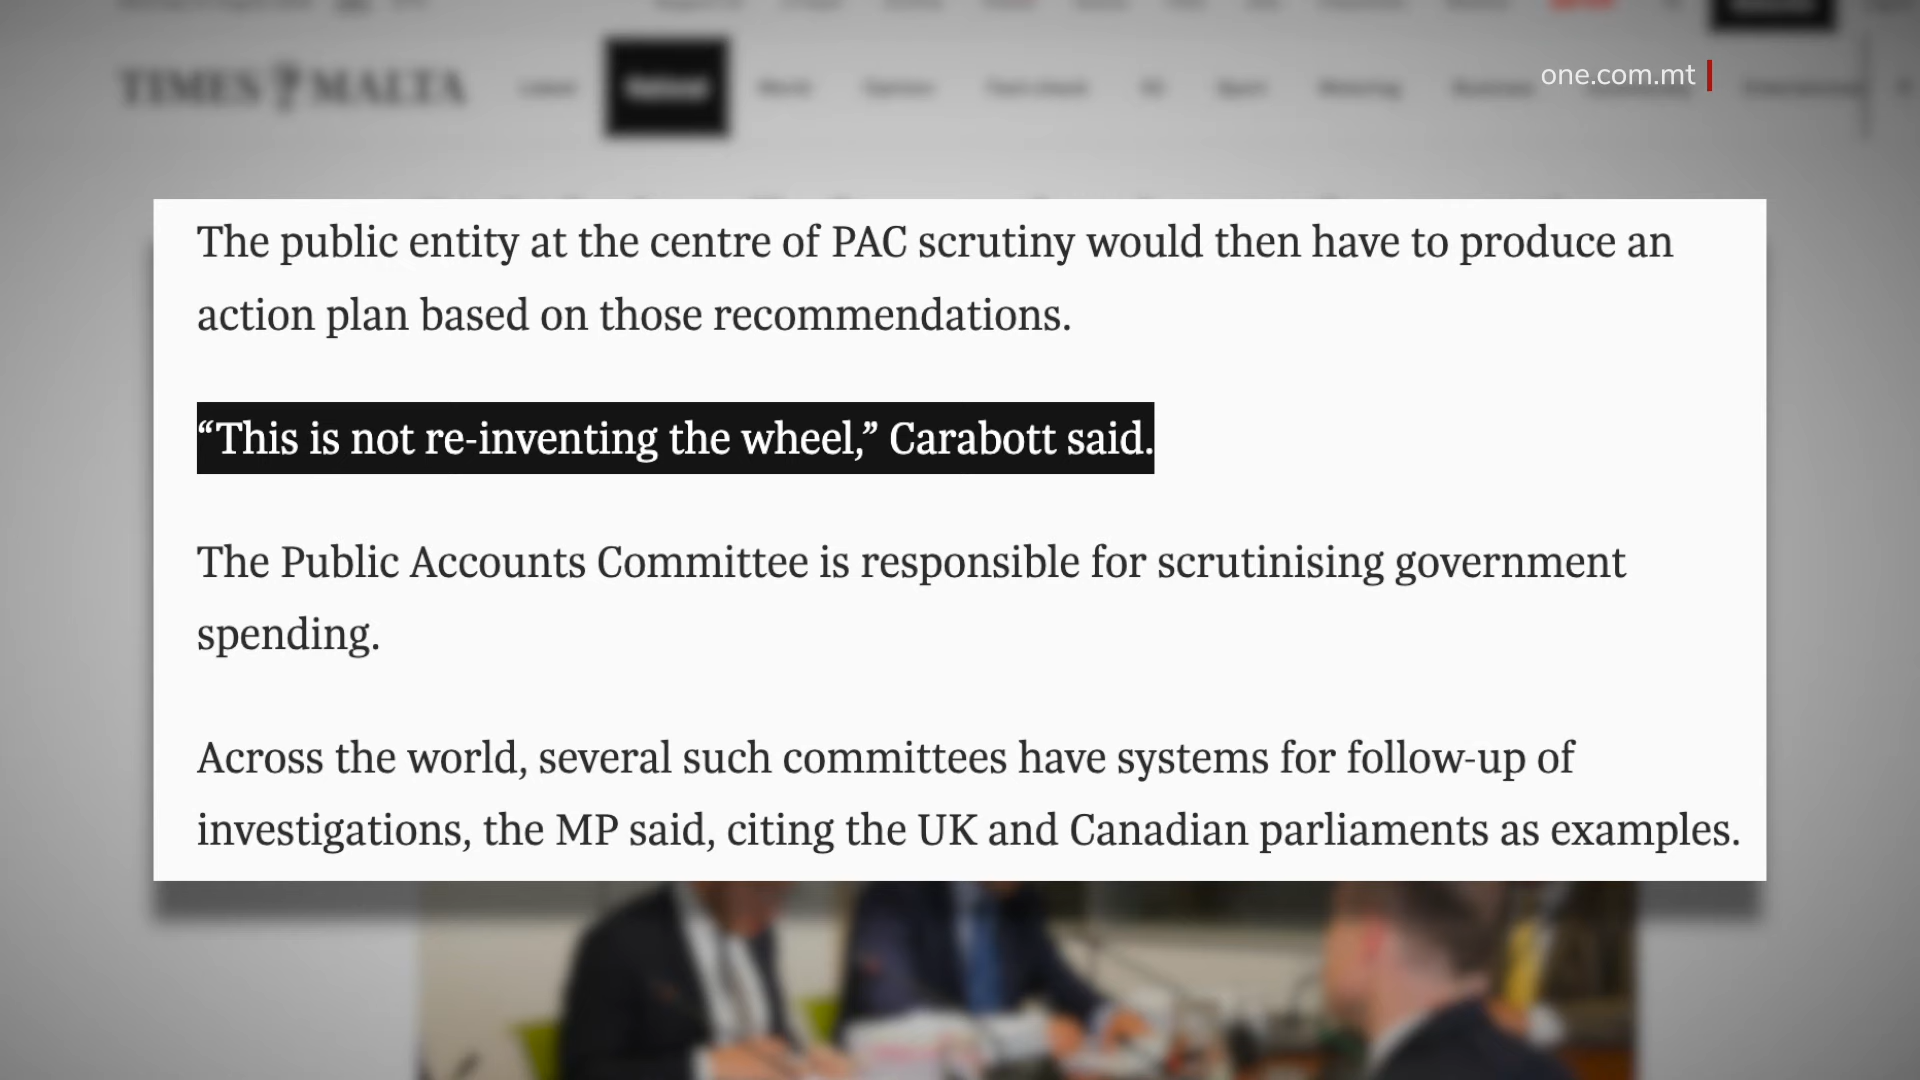 TIMES MALTA
one.com.mt
The public entity at the centre of PAC scrutiny would then have to produce an
action plan based on those recommendations.
“This is not re-inventing the wheel,” Carabott said.
The Public Accounts Committee is responsible for scrutinising government
spending.
Across the world, several such committees have systems for follow-up of
investigations, the MP said, citing the UK and Canadian parliaments as examples.